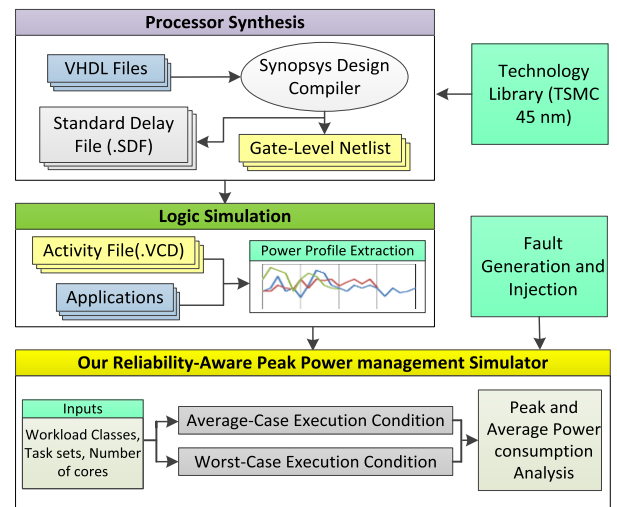 Processor Synthesis
VHDL Files
Synopsys Design
Compiler
Technology
Library (TSMC
45 nm)
Standard Delay
File (.SDF)
Gate-Level Netlist
Logic Simulation
Activity File(.VCD)
Applications
Power Profile Extraction
Fault
Generation and
Injection
Our Reliability-Aware Peak Power management Simulator
Inputs
Workload Classes,
Task sets, Number
of cores
Average-Case Execution Condition
Worst-Case Execution Condition
Peak and
Average Power
consumption
Analysis